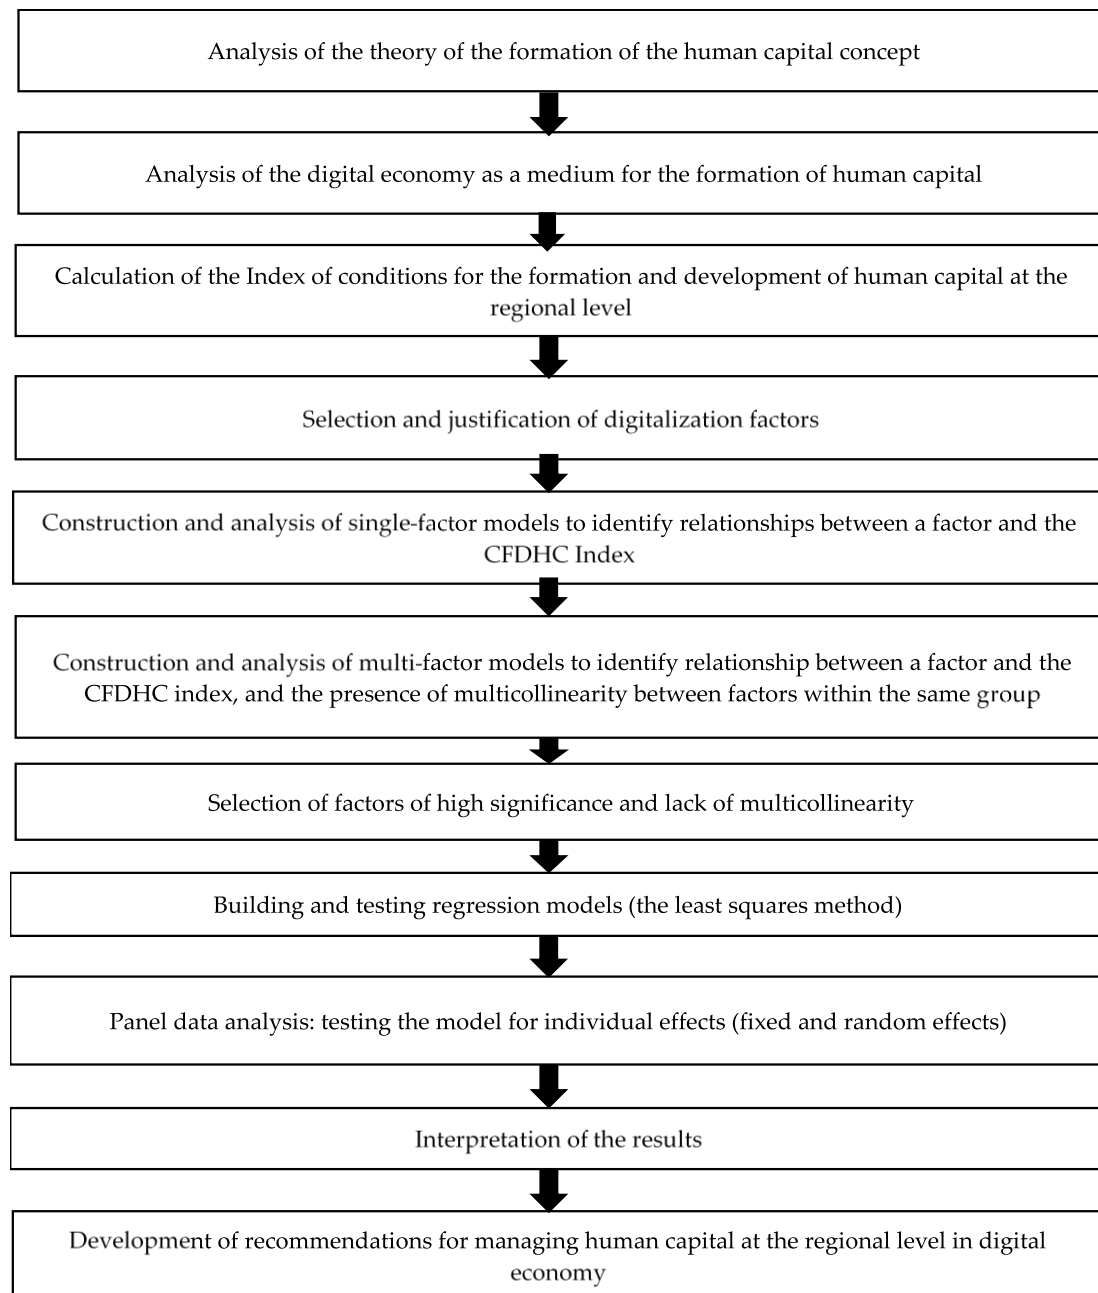 Analysis of the theory of the formation of the human capital concept
Analysis of the digital economy as a medium for the formation of human capital
Calculation of the Index of conditions for the formation and development of human capital at the
regional level
Selection and justification of digitalization factors
Construction and analysis of single-factor models to identify relationships between a factor and the
CFDHC Index
Construction and analysis of multi-factor models to identify relationship between a factor and the
CFDHC index, and the presence of multicollinearity between factors within the same group
Selection of factors of high significance and lack of multicollinearity
Building and testing regression models (the least squares method)
Panel data analysis: testing the model for individual effects (fixed and random effects)
Interpretation of the results
Development of recommendations for managing human capital at the regional level in digital
economy